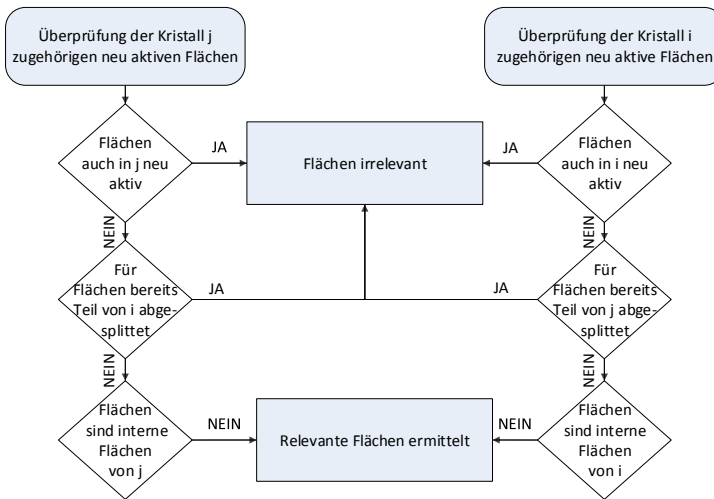 Überprüfung der Kristall j
zugehörigen neu aktiven Flächen
Überprüfung der Kristall i
zugehörigen neu aktive Flächen
Flächen
auch in j neu
aktiv
JA
Flächen irrelevant
JA
Flächen
auch in i neu
aktiv
NEIN
NEIN
Für
Flächen bereits
Teil von i abge-
splittet
JA
JA
Für
Flächen bereits
Teil von j abge-
splittet
NEIN
NEIN
Flächen
sind interne
Flächen
von j
NEIN
Relevante Flächen ermittelt
NEIN
Flächen
sind interne
Flächen
von i